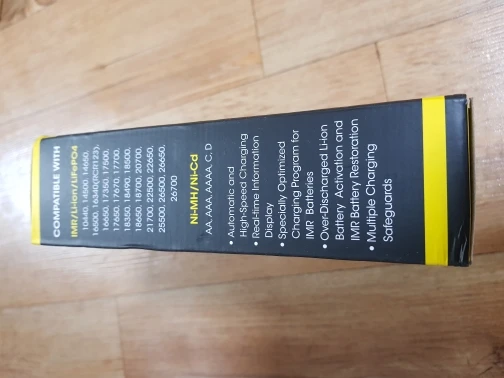 COMPATIBLE WITH
IMR/Li-ion/LiFePO4
10440, 14500, 14650,
16500, 16340(RCR123),
16650, 17350, 17500,
17650, 17670, 17700,
18350, 18490, 18500,
18650, 18700, 20700,
21700, 22500, 22650,
25500, 26500, 26650,
26700
Ni-MH/Ni-Cd
AA, AAA, AAAA, C, D
• Automatic and
High-Speed Charging
• Real-time Information
Display
• Specially Optimized
Charging Program for
IMR Batteries
• Over-Discharged Li-ion
Battery Activation and
IMR Battery Restoration
• Multiple Charging
Safeguards